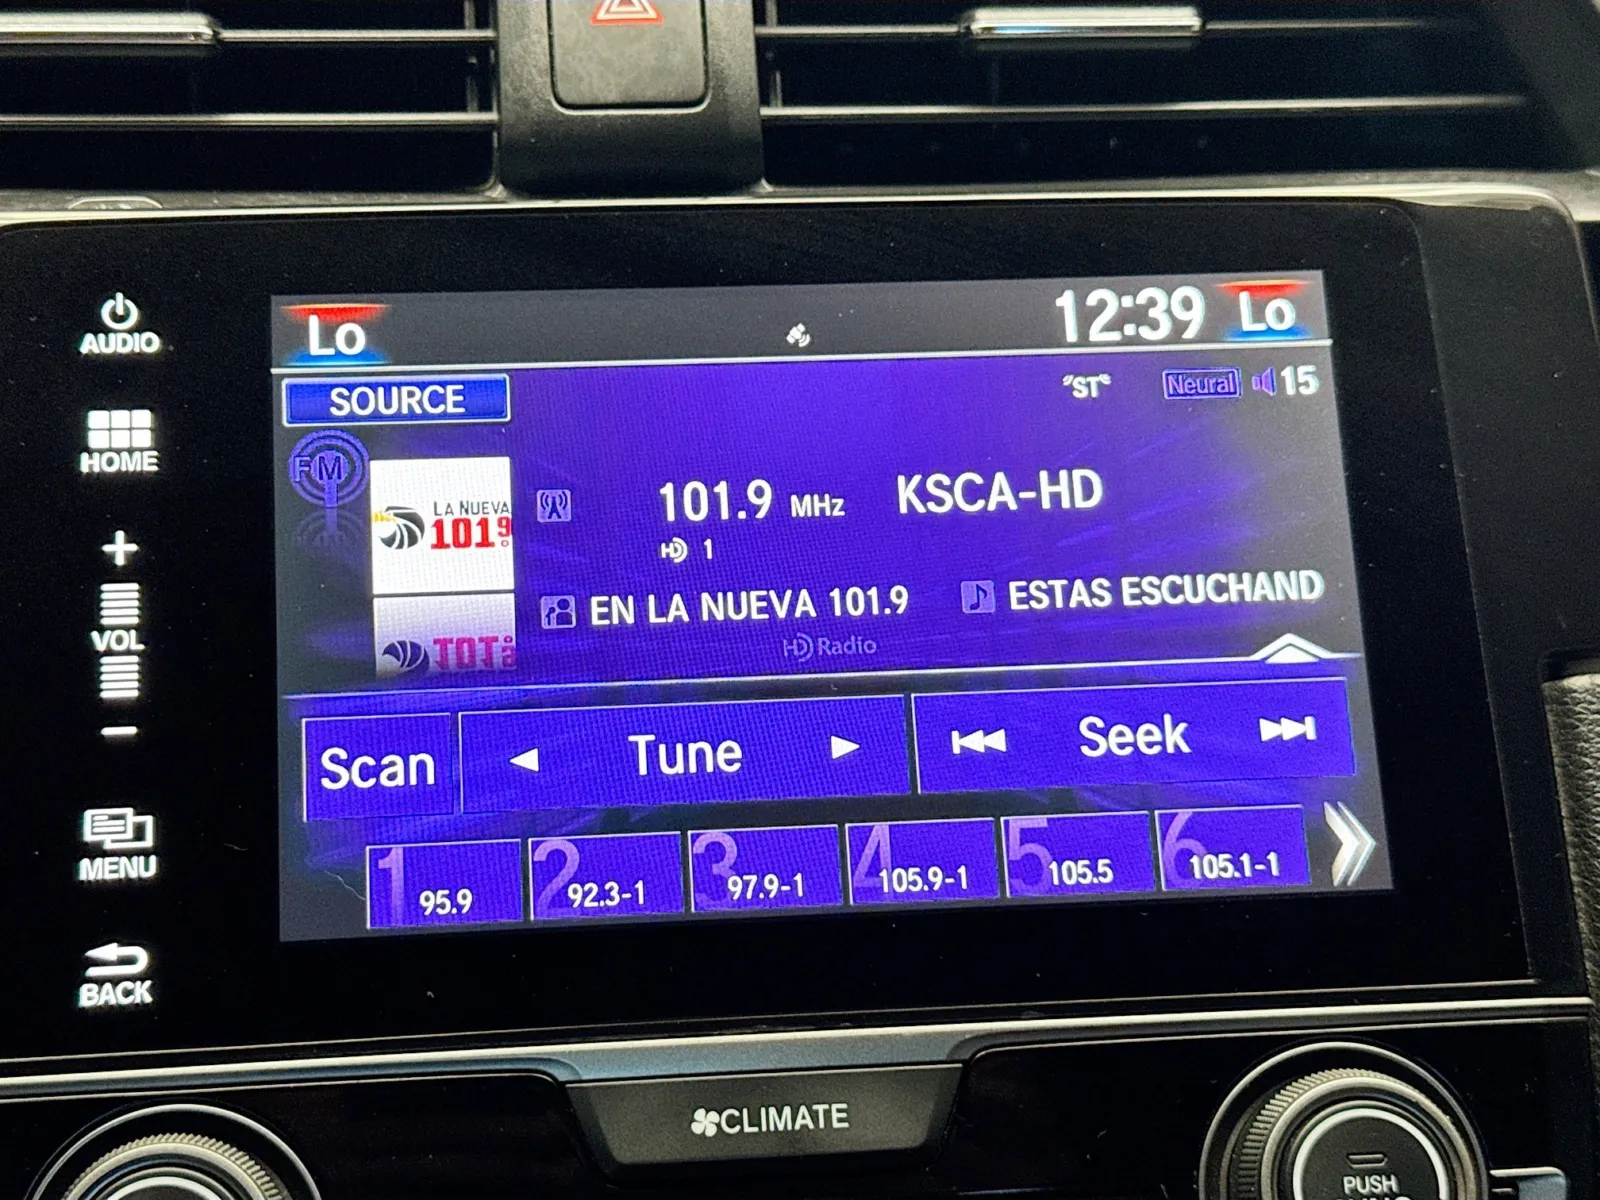 Lo
12:39
Lo
AUDIO
SOURCE
"ST"
Neural
15
HOME
FM
LA NUEVA
101.9
101.9 MHz
KSCA-HD
HD 1
EN LA NUEVA 101.9
ESTAS ESCUCHAND
HD Radio
+
VOL
−
Scan
Tune
Seek
MENU
1 95.9
2 92.3-1
3 97.9-1
4 105.9-1
5 105.5
6 105.1-1
BACK
CLIMATE
PUSH